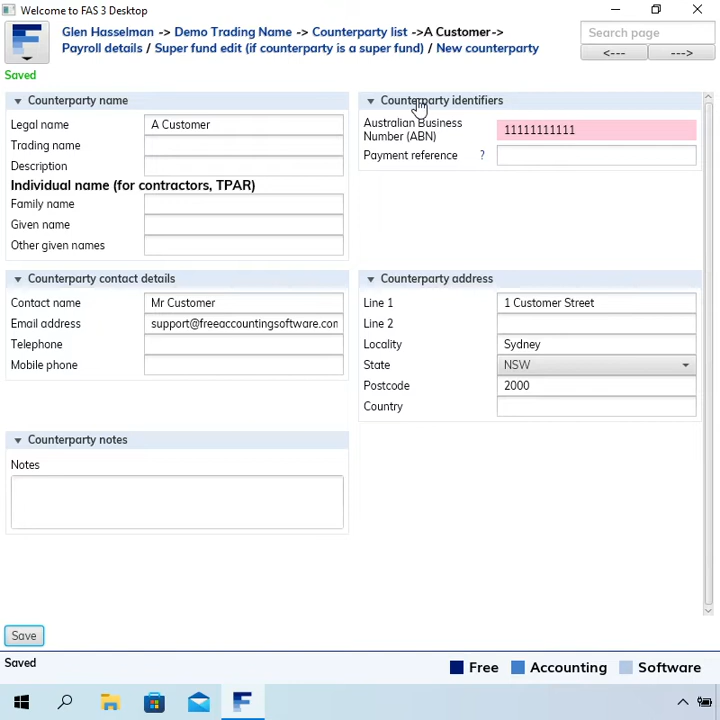 Welcome to FAS 3 Desktop
Glen Hasselman -> Demo Trading Name -> Counterparty list ->A Customer->
Payroll details / Super fund edit (if counterparty is a super fund) / New counterparty
Search page
<--- --->
Saved
Counterparty name
Legal name A Customer
Trading name
Description
Individual name (for contractors, TPAR)
Family name
Given name
Other given names
Counterparty identifiers
Australian Business
Number (ABN) 11111111111
Payment reference ?
Counterparty contact details
Contact name Mr Customer
Email address support@freeaccountingsoftware.con
Telephone
Mobile phone
Counterparty address
Line 1 1 Customer Street
Line 2
Locality Sydney
State NSW
Postcode 2000
Country
Counterparty notes
Notes
Save
Saved
Free Accounting Software